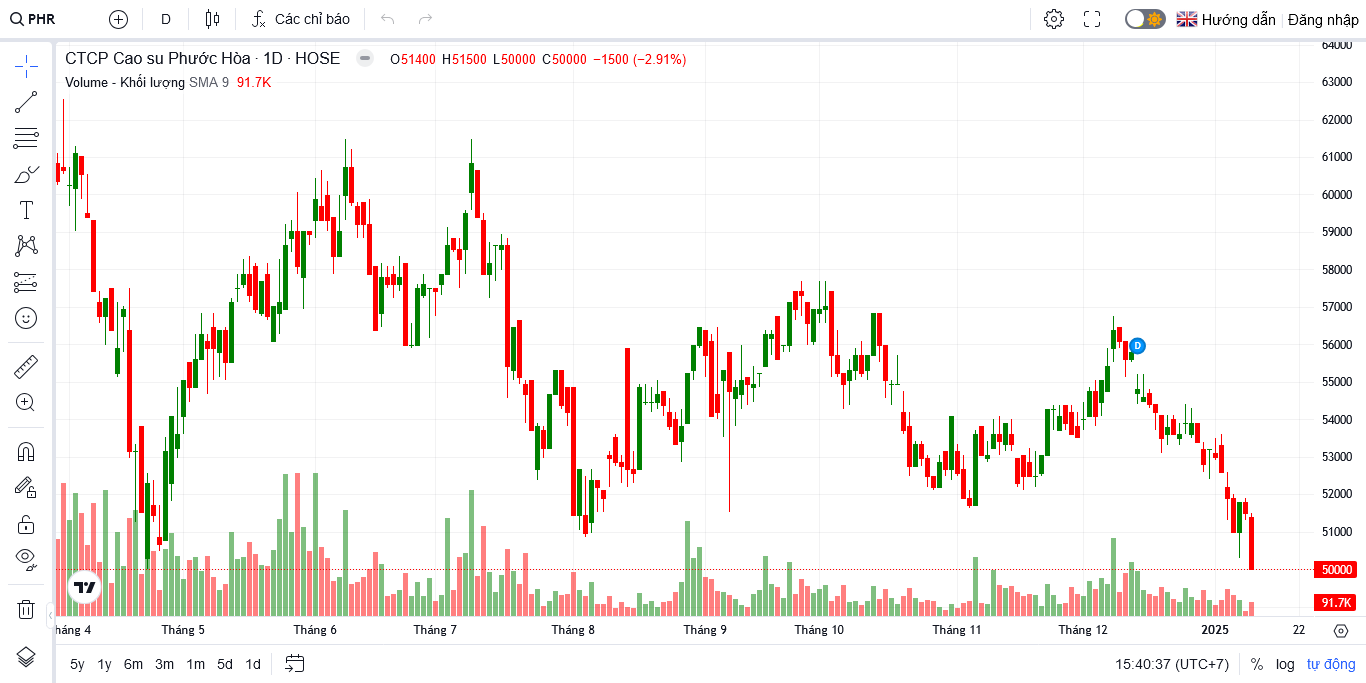 PHR D Các chỉ báo Hướng dẫn Đăng nhập
CTCP Cao su Phước Hòa · 1D · HOSE O51400 H51500 L50000 C50000 −1500 (−2.91%)
Volume - Khối lượng SMA 9 91.7K
64000
63000
62000
61000
60000
59000
58000
57000
56000
D
55000
54000
53000
52000
51000
50000
91.7K
háng 4 Tháng 5 Tháng 6 Tháng 7 Tháng 8 Tháng 9 Tháng 10 Tháng 11 Tháng 12 2025 22
5y 1y 6m 3m 1m 5d 1d 15:40:37 (UTC+7) % log tự động